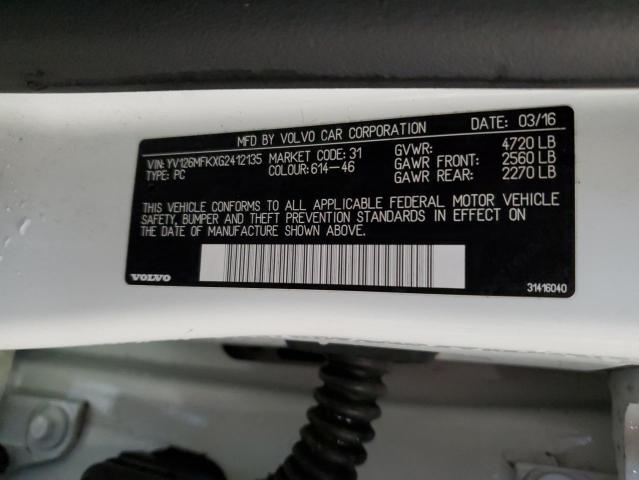 MFD BY VOLVO CAR CORPORATION DATE: 03/16
VIN: YV126MFKXG2412135 MARKET CODE: 31 GVWR: 4720 LB
TYPE: PC COLOUR: 614-46 GAWR FRONT: 2560 LB
GAWR REAR: 2270 LB
THIS VEHICLE CONFORMS TO ALL APPLICABLE FEDERAL MOTOR VEHICLE
SAFETY, BUMPER AND THEFT PREVENTION STANDARDS IN EFFECT ON
THE DATE OF MANUFACTURE SHOWN ABOVE.
VOLVO 31416040